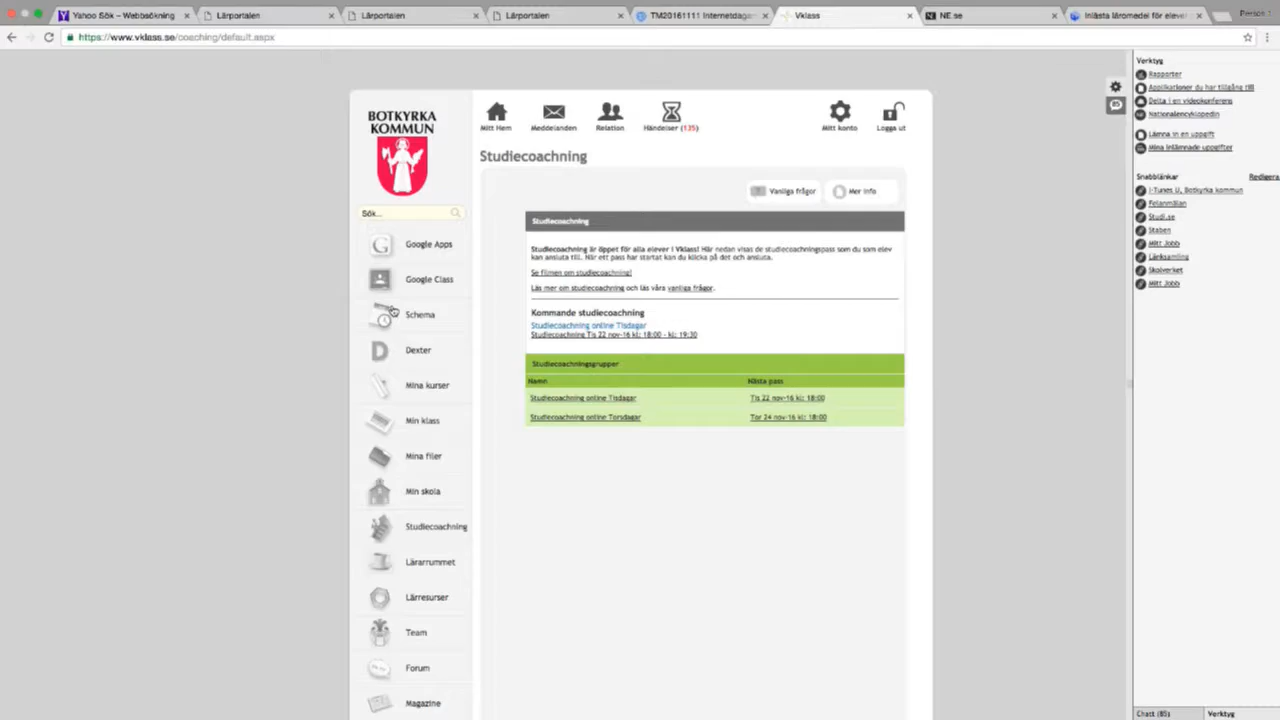 Yahoo Sök - Webbsökning
Lärportalen
Lärportalen
Lärportalen
TM20161111 Internetdagar
Vklass
NE.se
Inlästa läromedel för elever
Person 1
https://www.vklass.se/coaching/default.aspx
BOTKYRKA
KOMMUN
Mitt Hem
Meddelanden
Relation
Händelser (135)
Mitt konto
Logga ut
Studiecoachning
Vanliga frågor
Mer info
Sök...
Google Apps
Google Class
Schema
Dexter
Mina kurser
Min klass
Mina filer
Min skola
Studiecoachning
Lärarrummet
Lärresurser
Team
Forum
Magazine
Studiecoachning
Studiecoachning är öppet för alla elever i Vklass! Här nedan visas de studiecoachningspass som du som elev
kan ansluta till. När ett pass har startat kan du klicka på det och ansluta.
Se filmen om studiecoachning!
Läs mer om studiecoachning och läs våra vanliga frågor.
Kommande studiecoachning
Studiecoachning online Tisdagar
Studiecoachning Tis 22 nov-16 kl: 18:00 - kl: 19:30
Studiecoachningsgrupper
Namn
Nästa pass
Studiecoachning online Tisdagar
Tis 22 nov-16 kl: 18:00
Studiecoachning online Torsdagar
Tor 24 nov-16 kl: 18:00
Verktyg
Rapporter
Applikationer du har tillgång till
Delta i en videokonferens
Nationalencyklopedin
Lämna in en uppgift
Mina inlämnade uppgifter
Snabblänkar
Redigera
I-Tunes U, Botkyrka kommun
Felanmälan
Studi.se
Staben
Mitt Jobb
Länksamling
Skolverket
Mitt Jobb
Chatt (85)
Verktyg